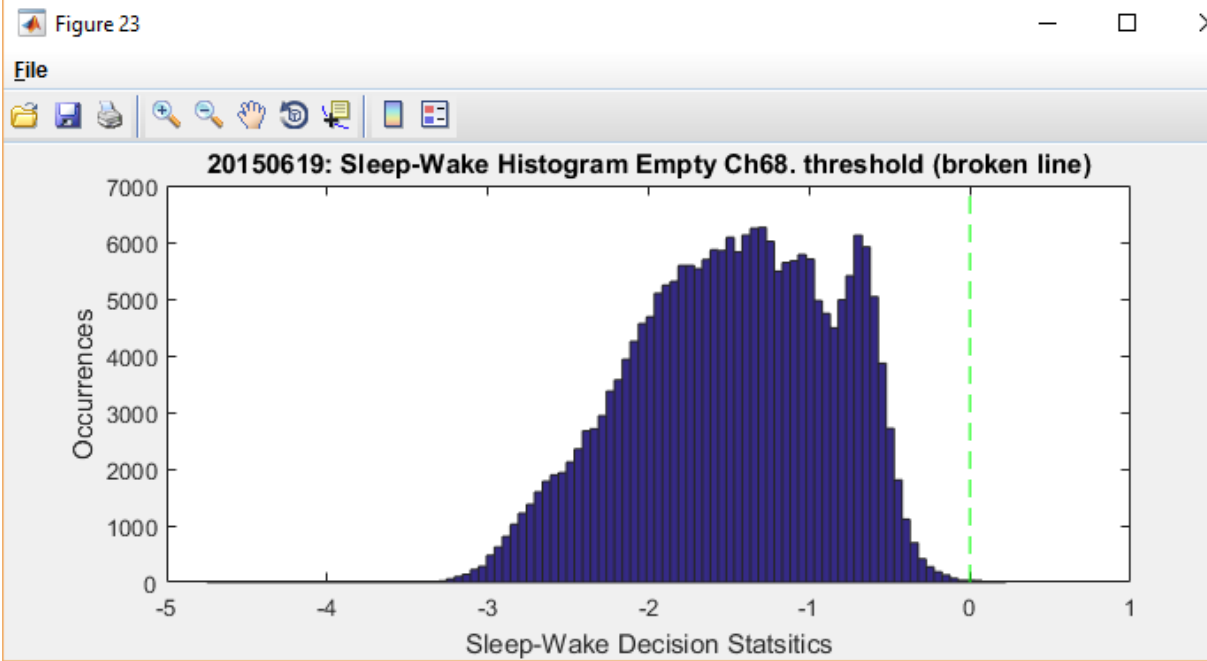 Figure 23
File
20150619: Sleep-Wake Histogram Empty Ch68. threshold (broken line)
7000
6000
5000
4000
3000
2000
1000
0
Occurrences
-5 -4 -3 -2 -1 0 1
Sleep-Wake Decision Statsitics